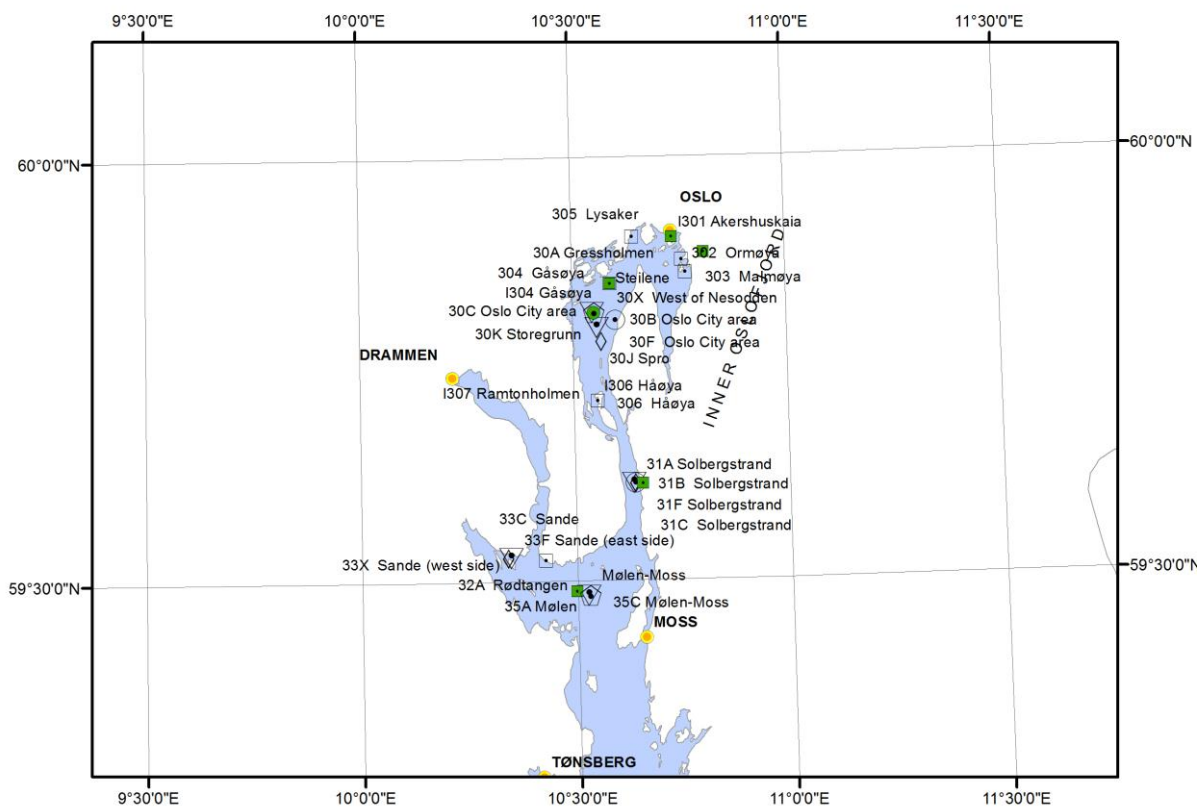 9°30'0"E
10°0'0"E
10°30'0"E
11°0'0"E
11°30'0"E
60°0'0"N
60°0'0"N
OSLO
305 Lysaker
I301 Akershuskaia
30A Gressholmen
302 Ormøya
304 Gåsøya
Steilene
303 Malmøya
I304 Gåsøya
30X West of Nesodden
30C Oslo City area
30B Oslo City area
30K Storegrunn
30F Oslo City area
30J Spro
INNER OSLOFJORD
DRAMMEN
I306 Håøya
I307 Ramtonholmen
306 Håøya
31A Solbergstrand
31B Solbergstrand
31F Solbergstrand
31C Solbergstrand
33C Sande
33F Sande (east side)
33X Sande (west side)
59°30'0"N
59°30'0"N
Mølen-Moss
32A Rødtangen
35A Mølen
35C Mølen-Moss
MOSS
TØNSBERG
9°30'0"E
10°0'0"E
10°30'0"E
11°0'0"E
11°30'0"E